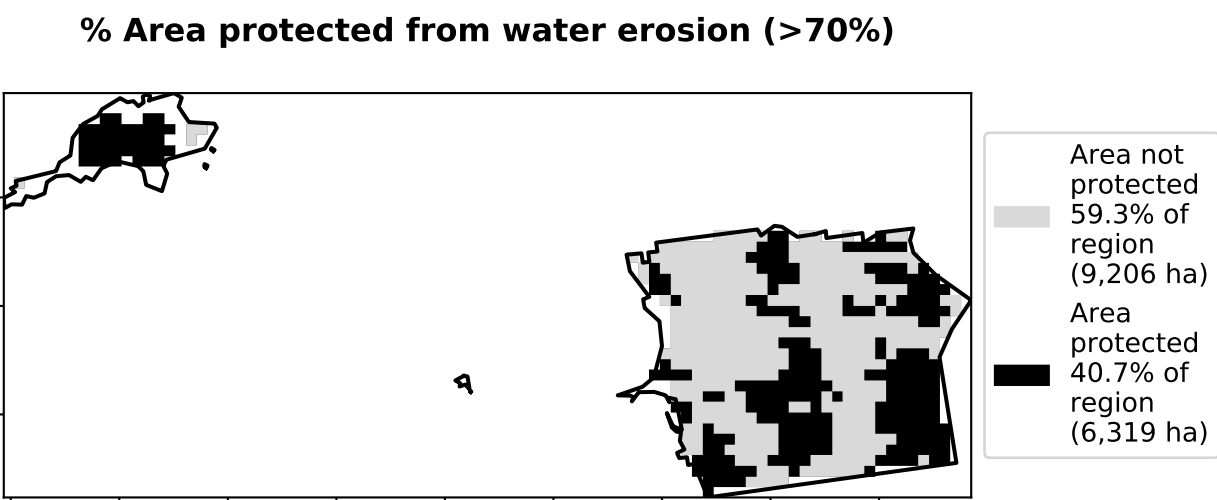 % Area protected from water erosion (>70%)
Area not
protected
59.3% of
region
(9,206 ha)
Area
protected
40.7% of
region
(6,319 ha)